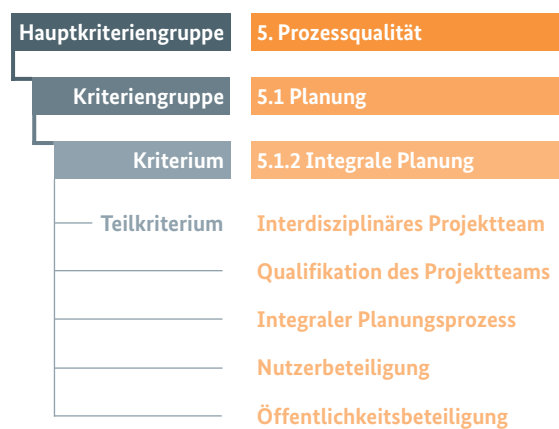 Hauptkriteriengruppe 5. Prozessqualität
Kriteriengruppe 5.1 Planung
Kriterium 5.1.2 Integrale Planung
Teilkriterium Interdisziplinäres Projektteam
Qualifikation des Projektteams
Integraler Planungsprozess
Nutzerbeteiligung
Öffentlichkeitsbeteiligung